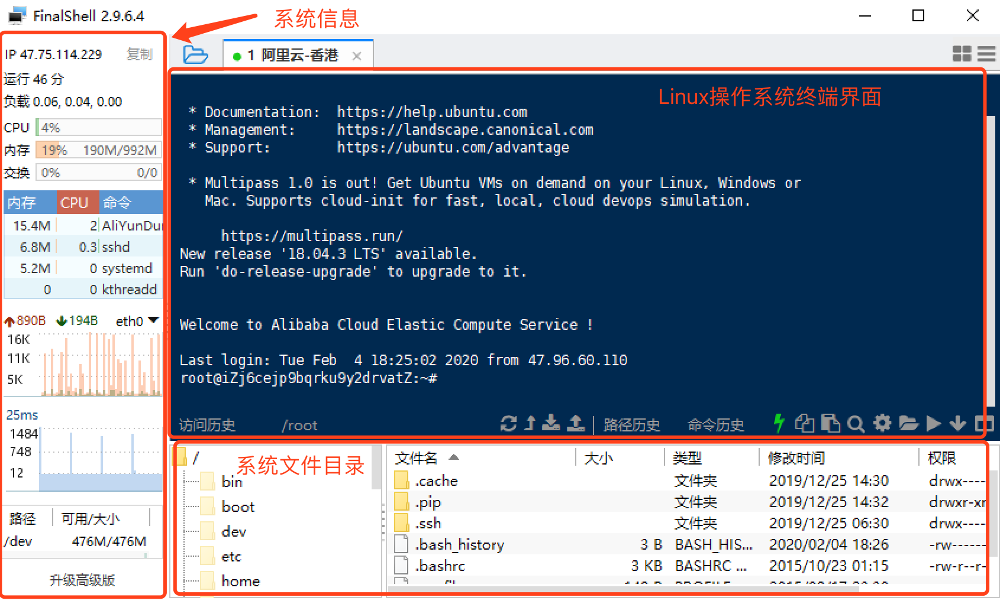 FinalShell 2.9.6.4
系统信息
IP 47.75.114.229 复制
运行 46 分
负载 0.06, 0.04, 0.00
CPU 4%
内存 19% 190M/992M
交换 0% 0/0
内存 CPU 命令
15.4M 2 AliYunDun
6.8M 0.3 sshd
5.2M 0 systemd
0 0 kthreadd
890B 194B eth0
16K
11K
5K
25ms
1484
748
12
路径 可用/大小
/dev 476M/476M
升级高级版
1 阿里云-香港
Linux操作系统终端界面
* Documentation: https://help.ubuntu.com
* Management: https://landscape.canonical.com
* Support: https://ubuntu.com/advantage
* Multipass 1.0 is out! Get Ubuntu VMs on demand on your Linux, Windows or
Mac. Supports cloud-init for fast, local, cloud devops simulation.
https://multipass.run/
New release '18.04.3 LTS' available.
Run 'do-release-upgrade' to upgrade to it.
Welcome to Alibaba Cloud Elastic Compute Service !
Last login: Tue Feb 4 18:25:02 2020 from 47.96.60.110
root@iZj6cejp9bqrku9y2drvatZ:~#
访问历史 /root 路径历史 命令历史
/
系统文件目录
bin
boot
dev
etc
home
文件名 大小 类型 修改时间 权限
.cache 文件夹 2019/12/25 14:30 drwx----
.pip 文件夹 2019/12/25 14:32 drwxr-xr
.ssh 文件夹 2019/12/25 06:30 drwx----
.bash_history 3 B BASH_HIS... 2020/02/04 18:26 -rw------
.bashrc 3 KB BASHRC ... 2015/10/23 01:15 -rw-r--r-